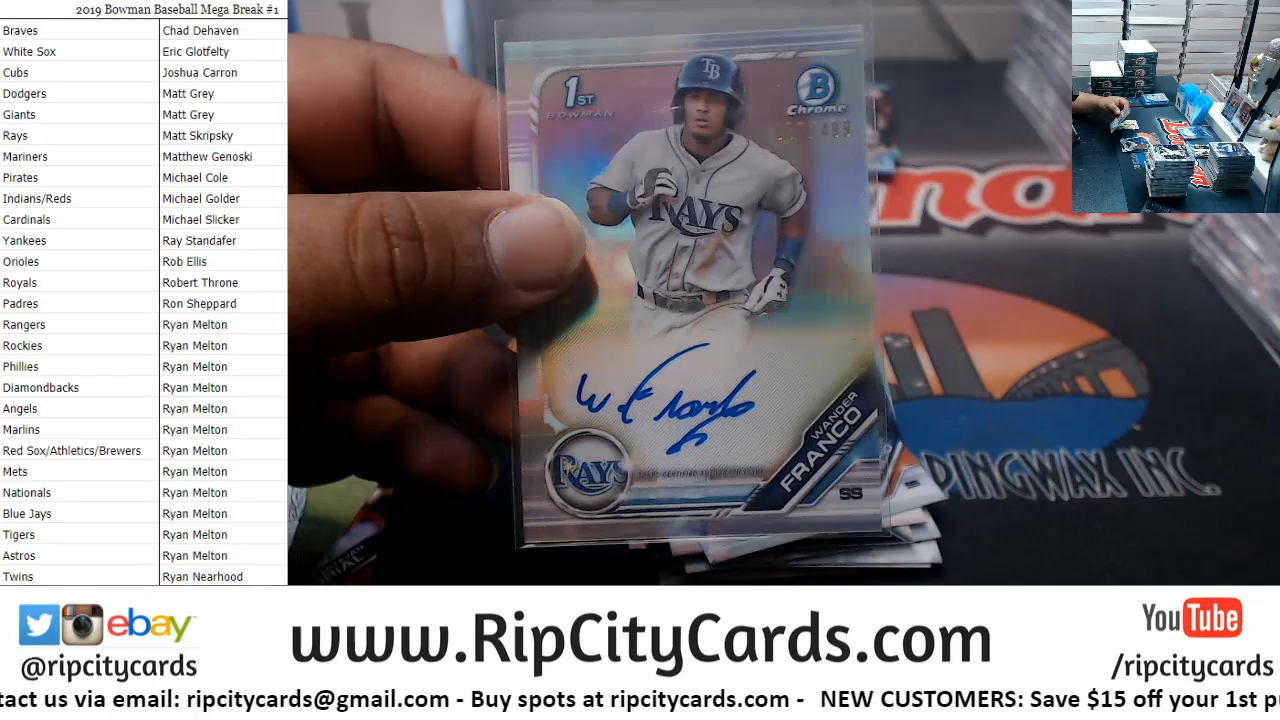 2019 Bowman Baseball Mega Break #1
Braves Chad Dehaven
White Sox Eric Glotfelty
Cubs Joshua Carron
Dodgers Matt Grey
Giants Matt Grey
Rays Matt Skripsky
Mariners Matthew Genoski
Pirates Michael Cole
Indians/Reds Michael Golder
Cardinals Michael Slicker
Yankees Ray Standafer
Orioles Rob Ellis
Royals Robert Throne
Padres Ron Sheppard
Rangers Ryan Melton
Rockies Ryan Melton
Phillies Ryan Melton
Diamondbacks Ryan Melton
Angels Ryan Melton
Marlins Ryan Melton
Red Sox/Athletics/Brewers Ryan Melton
Mets Ryan Melton
Nationals Ryan Melton
Blue Jays Ryan Melton
Tigers Ryan Melton
Astros Ryan Melton
Twins Ryan Nearhood
1ST
BOWMAN
TB
B
Chrome
RAYS
W Franco
RAYS
WANDER
FRANCO
SS
PINGWAX INC.
ebay
@ripcitycards
www.RipCityCards.com
YouTube
/ripcitycards
tact us via email: ripcitycards@gmail.com - Buy spots at ripcitycards.com - NEW CUSTOMERS: Save $15 off your 1st p